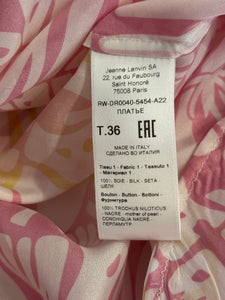 Jeanne Lanvin SA
22, rue du Faubourg
Saint Honoré
75008 Paris
RW-DR0040-5454-A22
ПЛАТЬЕ
T.36 EAC
MADE IN ITALY
СДЕЛАНО ВО ИТАЛИЯ
Tissu 1 - Fabric 1 - Tessuto 1
- Материал 1
100% SOIE - SILK - SETA
- ШЕЛК
Bouton - Button - Bottoni -
Фурнитура
100% TROCHUS NILOTICUS
- NACRE - mother of pearl -
CONCHIGLIA NACRE -
ПЕРЛАМУТР